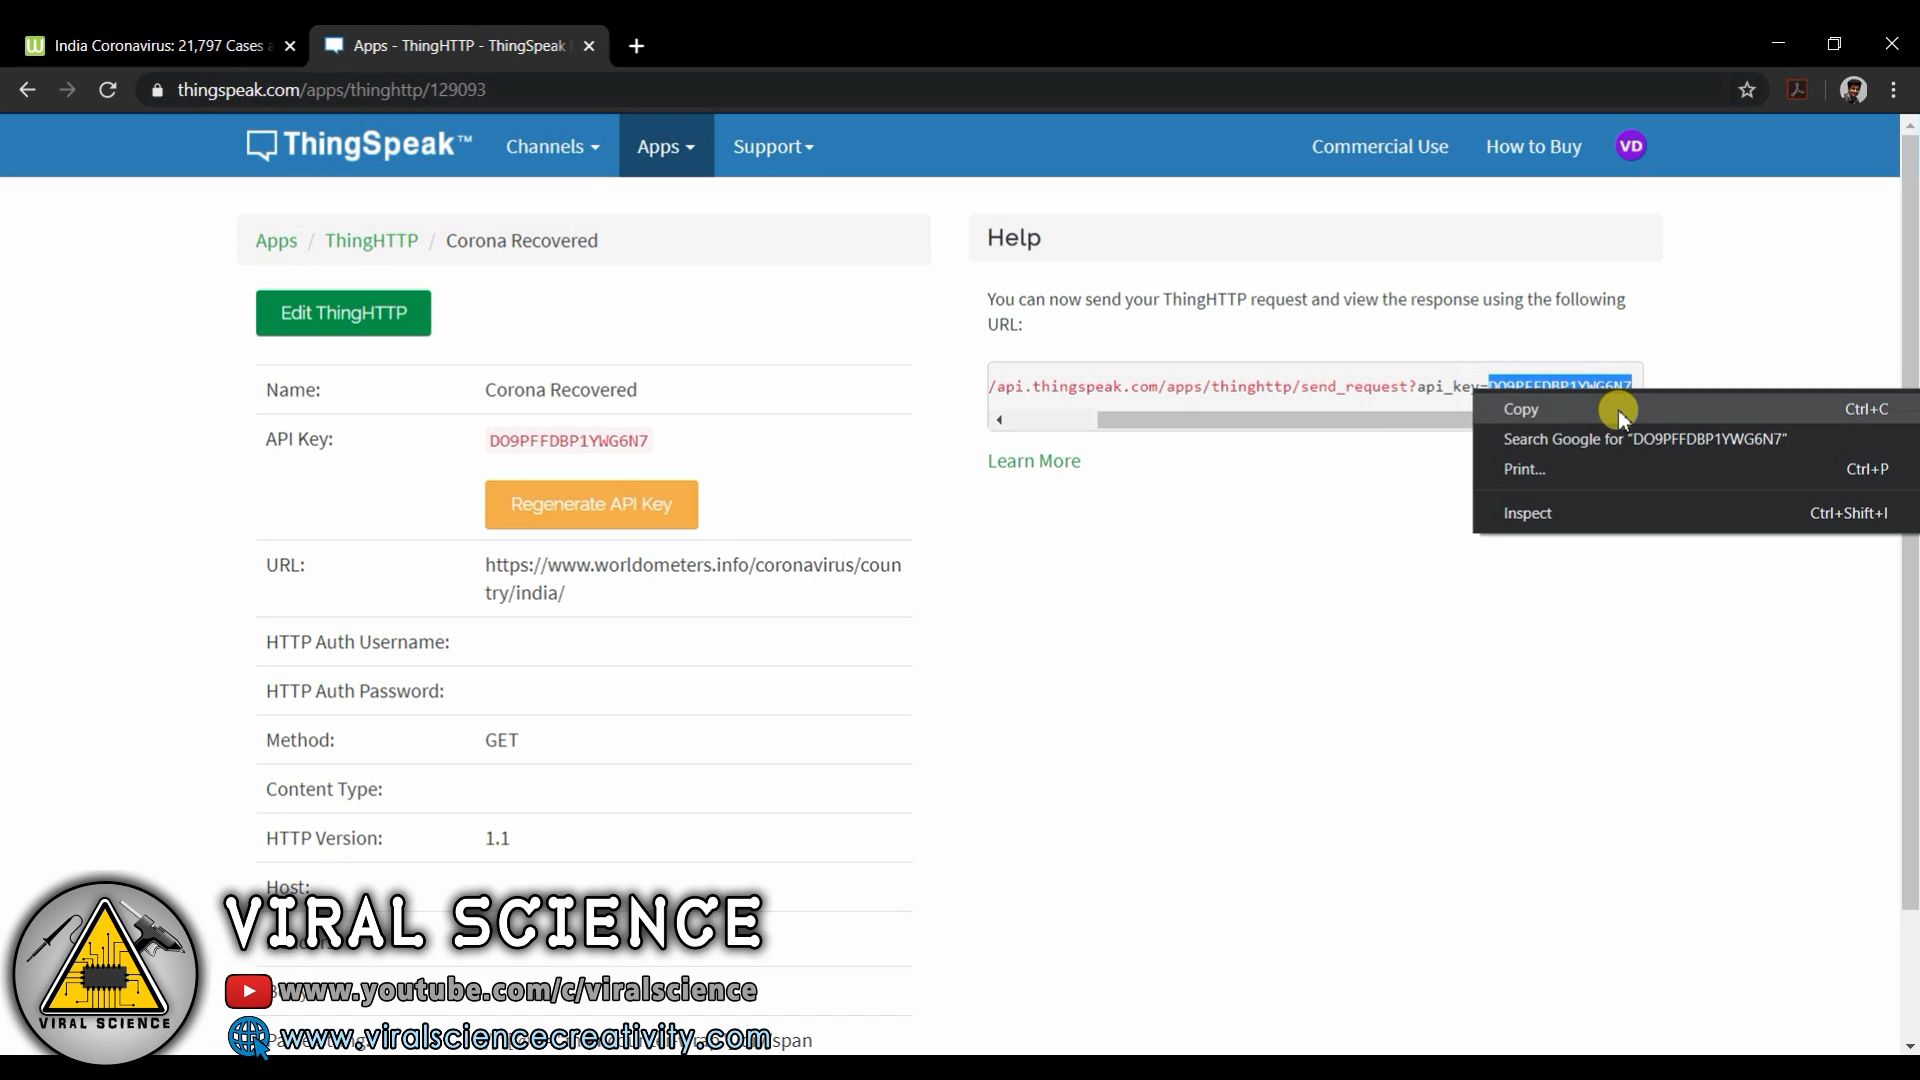 India Coronavirus: 21,797 Cases a
Apps - ThingHTTP - ThingSpeak
thingspeak.com/apps/thinghttp/129093
ThingSpeak™
Channels
Apps
Support
Commercial Use
How to Buy
VD
Apps / ThingHTTP / Corona Recovered
Edit ThingHTTP
Name: Corona Recovered
API Key: DO9PFFDBP1YWG6N7
Regenerate API Key
URL: https://www.worldometers.info/coronavirus/coun
try/india/
HTTP Auth Username:
HTTP Auth Password:
Method: GET
Content Type:
HTTP Version: 1.1
Host:
span
Help
You can now send your ThingHTTP request and view the response using the following
URL:
/api.thingspeak.com/apps/thinghttp/send_request?api_key=DO9PFFDBP1YWG6N7
Learn More
Copy Ctrl+C
Search Google for “DO9PFFDBP1YWG6N7”
Print... Ctrl+P
Inspect Ctrl+Shift+I
VIRAL SCIENCE
VIRAL SCIENCE
www.youtube.com/c/viralscience
www.viralsciencecreativity.com